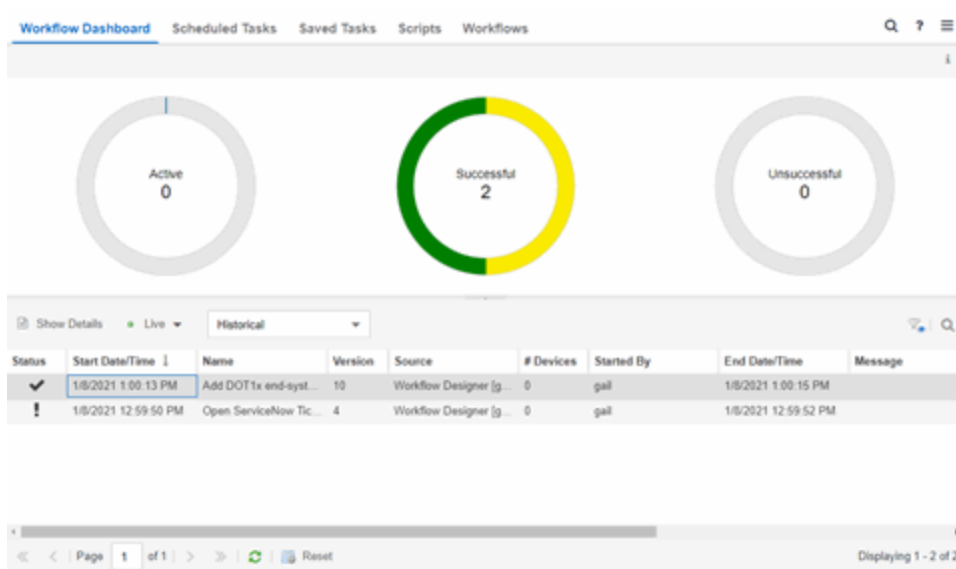 Workflow Dashboard Scheduled Tasks Saved Tasks Scripts Workflows ?
i
Active
0
Successful
2
Unsuccessful
0
Show Details Live Historical
Status Start Date/Time Name Version Source # Devices Started By End Date/Time Message
1/8/2021 1:00:13 PM Add DOT1x end-syst... 10 Workflow Designer [g... 0 gail 1/8/2021 1:00:15 PM
1/8/2021 12:59:50 PM Open ServiceNow Tic... 4 Workflow Designer [g... 0 gail 1/8/2021 12:59:52 PM
Page 1 of 1 Reset Displaying 1 - 2 of 2